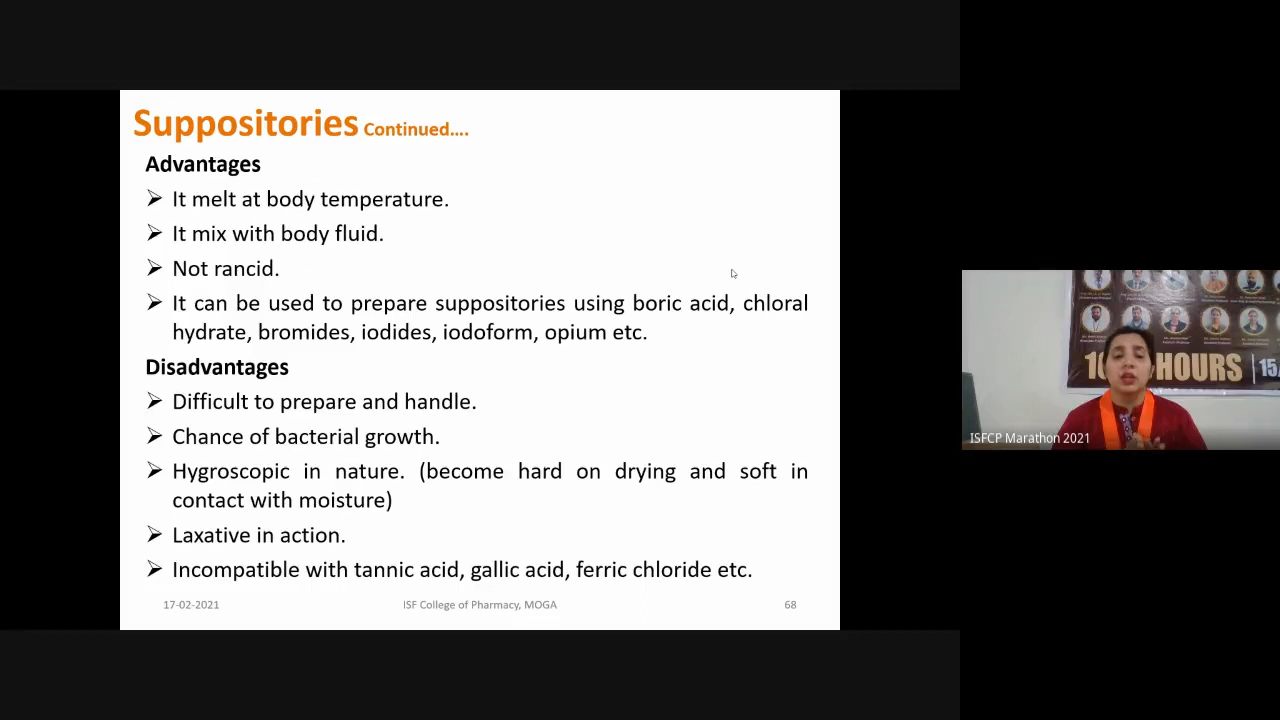 Suppositories Continued....
Advantages
➢ It melt at body temperature.
➢ It mix with body fluid.
➢ Not rancid.
➢ It can be used to prepare suppositories using boric acid, chloral
hydrate, bromides, iodides, iodoform, opium etc.
Disadvantages
➢ Difficult to prepare and handle.
➢ Chance of bacterial growth.
➢ Hygroscopic in nature. (become hard on drying and soft in
contact with moisture)
➢ Laxative in action.
➢ Incompatible with tannic acid, gallic acid, ferric chloride etc.
17-02-2021 ISF College of Pharmacy, MOGA 68
HOURS
ISFCP Marathon 2021